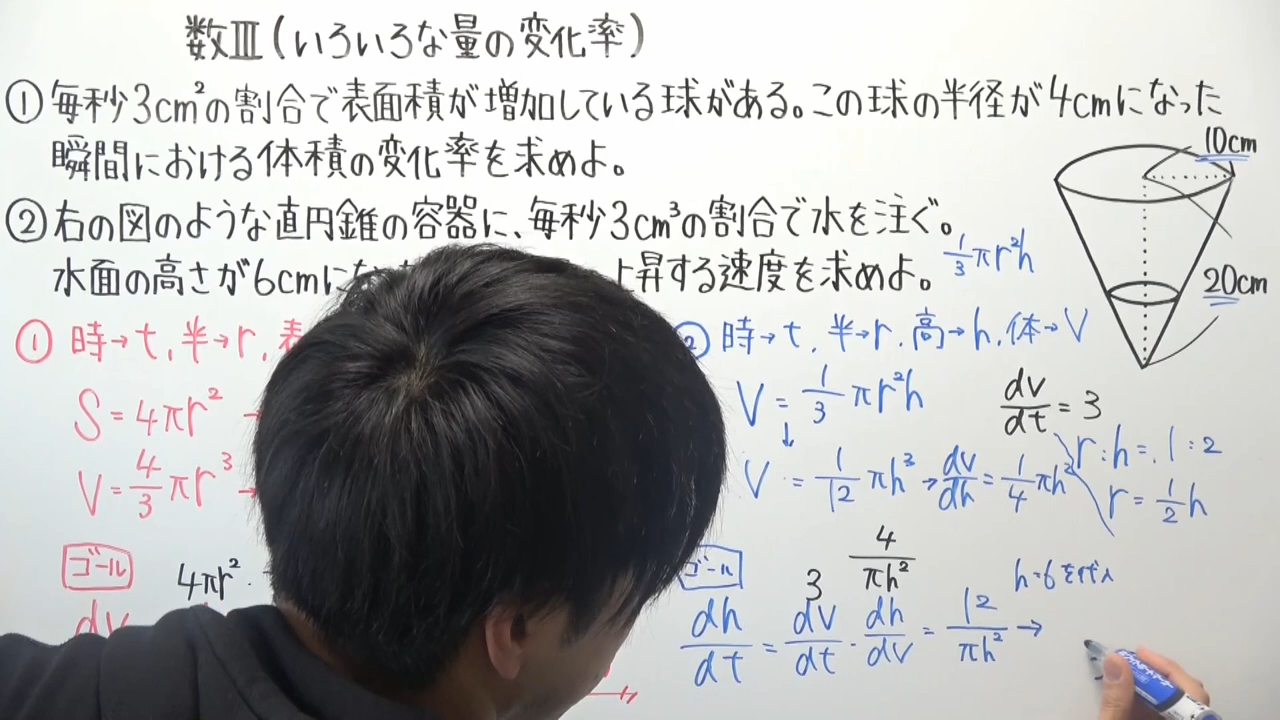 数Ⅲ(いろいろな量の変化率)
①毎秒3cm²の割合で表面積が増加している球がある。この球の半径が4cmになった
瞬間における体積の変化率を求めよ。
②右の図のような直円錐の容器に、毎秒3cm³の割合で水を注ぐ。
水面の高さが6cmにな 上昇する速度を求めよ。
10cm
20cm
1/3πr²h
① 時→t, 半→r,
S=4πr²→
V=4/3πr³→
ゴール
4πr²・
dv
② 時→t, 半→r, 高→h, 体→V
V=1/3πr²h
dv/dt=3
↓
V=1/12πh³→dv/dh=1/4πh²
r:h=1:2
r=1/2h
ゴール
3
4/πh²
h=6を代入
dh/dt=dv/dt・dh/dv=12/πh²→